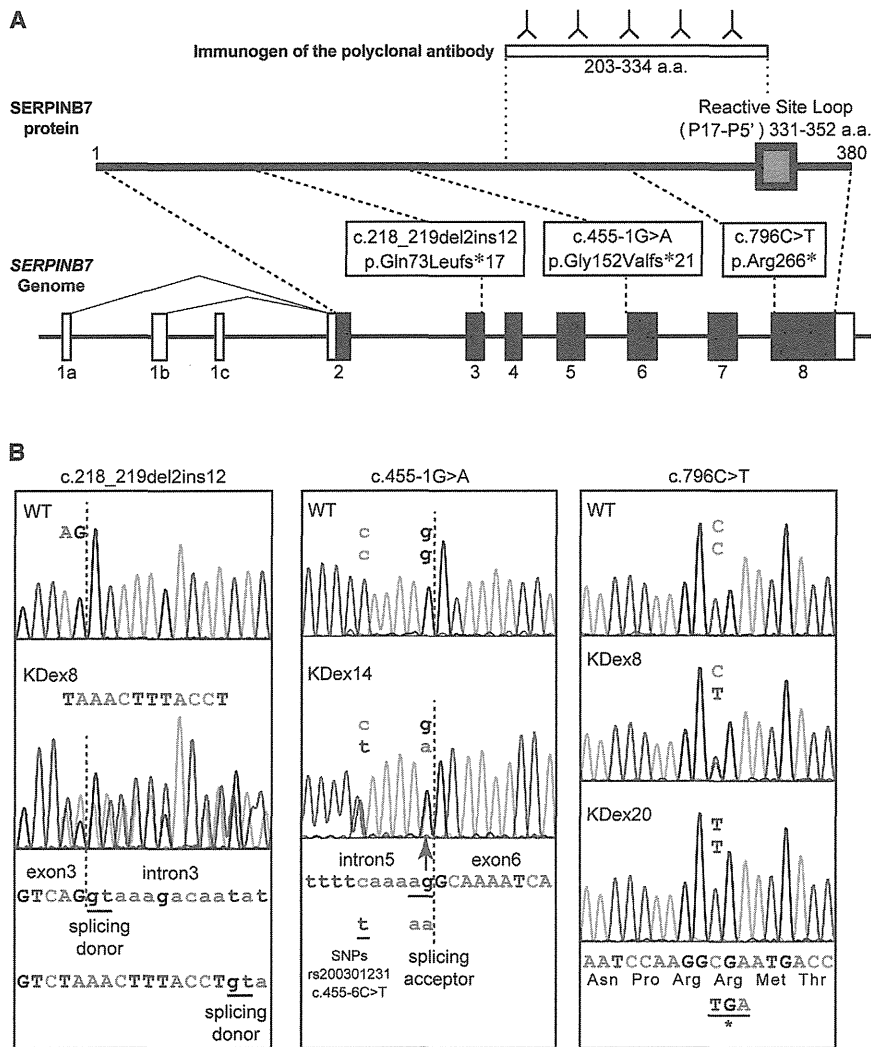 A
Immunogen of the polyclonal antibody
203-334 a.a.
SERPINB7
protein
Reactive Site Loop
(P17-P5') 331-352 a.a.
1
380
c.218_219del2ins12
p.Gln73Leufs*17
c.455-1G>A
p.Gly152Valfs*21
c.796C>T
p.Arg266*
SERPINB7
Genome
1a
1b
1c
2
3
4
5
6
7
8
B
c.218_219del2ins12
WT
AG
KDex8
TAAACTTTACCT
exon3
intron3
GTCAGgtaaagacaatat
splicing
donor
GTCTAAACTTTACCTgta
splicing
donor
c.455-1G>A
WT
c g
c g
KDex14
c g
t a
intron5
exon6
ttttcaaaagGCAAAATCA
t aa
SNPs
rs200301231
c.455-6C>T
splicing
acceptor
c.796C>T
WT
C
C
KDex8
C
T
KDex20
T
T
AATCCAAGGCGAATGACC
Asn Pro Arg Arg Met Thr
TGA
*